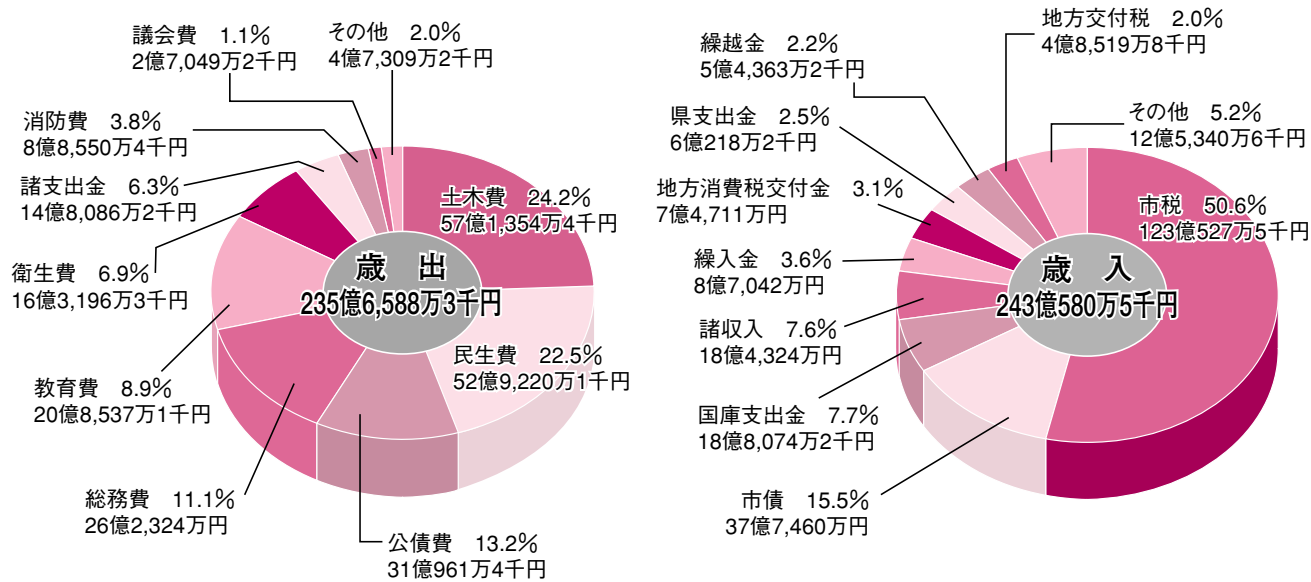 歳　出
235億6,588万3千円
土木費　24.2%
57億1,354万4千円
民生費　22.5%
52億9,220万1千円
公債費　13.2%
31億961万4千円
総務費　11.1%
26億2,324万円
教育費　8.9%
20億8,537万1千円
衛生費　6.9%
16億3,196万3千円
諸支出金　6.3%
14億8,086万2千円
消防費　3.8%
8億8,550万4千円
議会費　1.1%
2億7,049万2千円
その他　2.0%
4億7,309万2千円
歳　入
243億580万5千円
市税　50.6%
123億527万5千円
市債　15.5%
37億7,460万円
国庫支出金　7.7%
18億8,074万2千円
諸収入　7.6%
18億4,324万円
繰入金　3.6%
8億7,042万円
地方消費税交付金　3.1%
7億4,711万円
県支出金　2.5%
6億218万2千円
繰越金　2.2%
5億4,363万2千円
地方交付税　2.0%
4億8,519万8千円
その他　5.2%
12億5,340万6千円